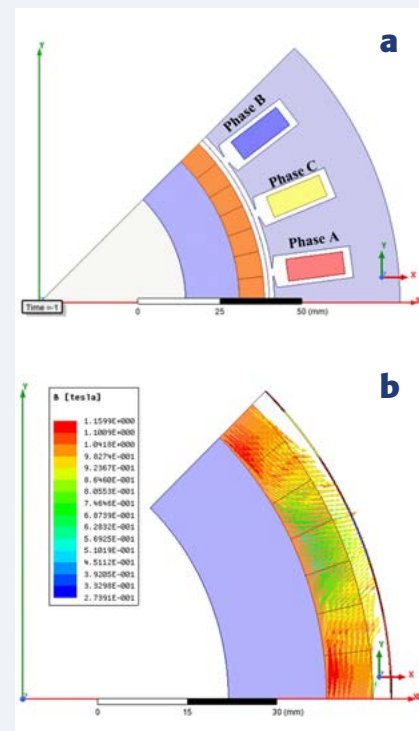 a
Y
Phase B
Phase C
Phase A
Y
X
X
Time =-1
0 25 50 (mm)
b
Y
B [tesla]
1.1599E+000
1.1009E+000
1.0418E+000
9.8274E-001
9.2367E-001
8.6460E-001
8.0553E-001
7.4646E-001
6.8739E-001
6.2832E-001
5.6925E-001
5.1019E-001
4.5112E-001
3.9205E-001
3.3298E-001
2.7391E-001
Y
X
X
0 15 30 (mm)